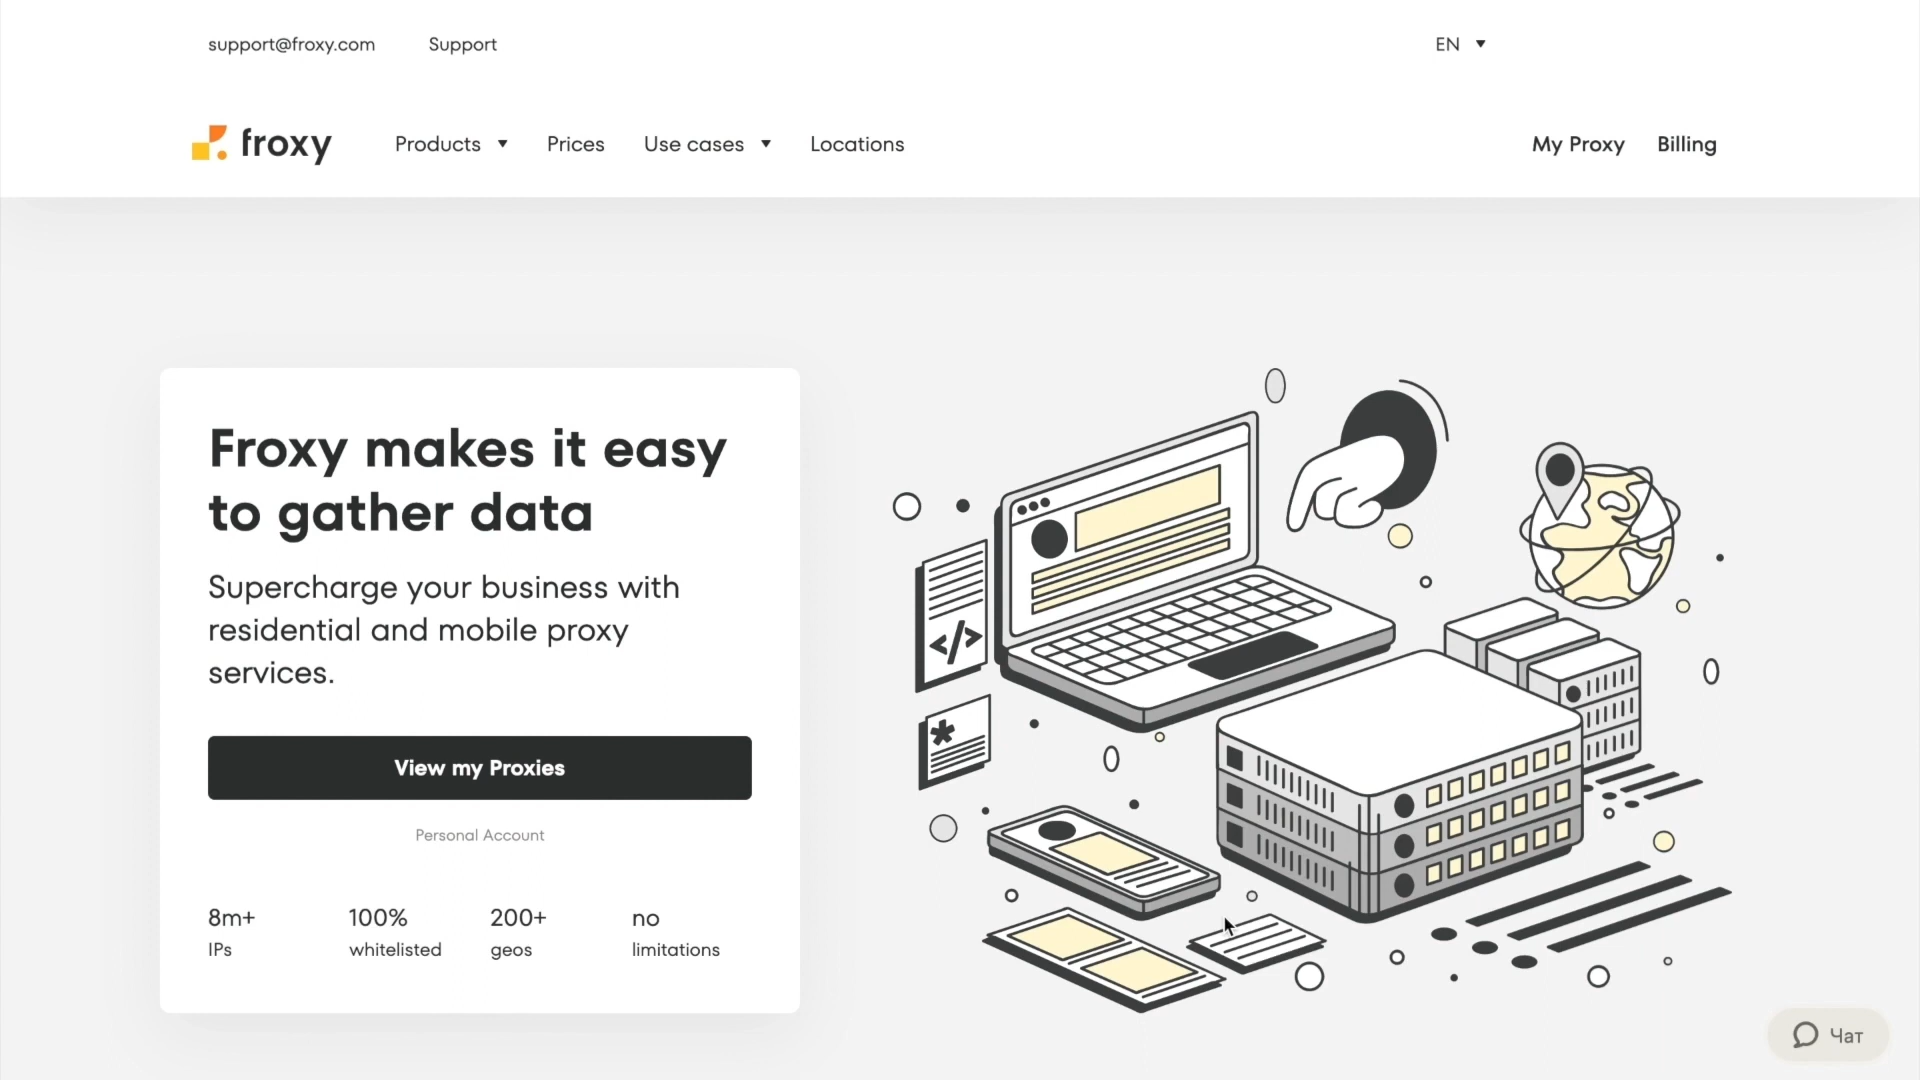 support@froxy.com
Support
EN
froxy
Products
Prices
Use cases
Locations
My Proxy
Billing
Froxy makes it easy
to gather data
Supercharge your business with
residential and mobile proxy
services.
View my Proxies
Personal Account
8m+
IPs
100%
whitelisted
200+
geos
no
limitations
</>
*
Чат